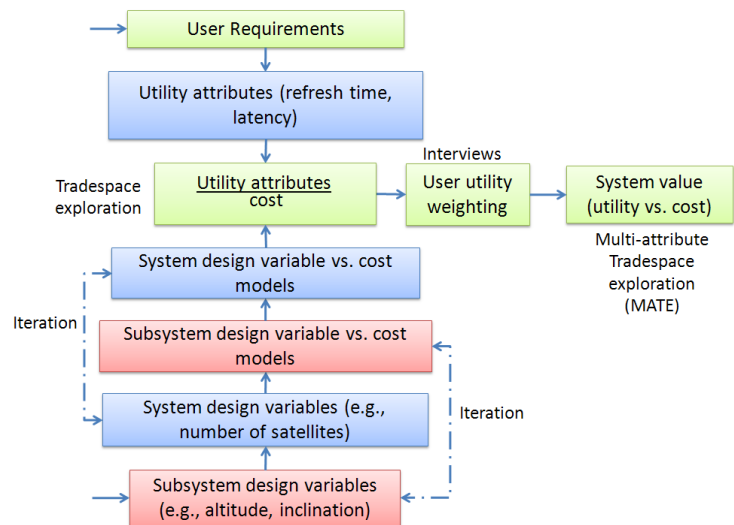 User Requirements
Utility attributes (refresh time,
latency)
Interviews
Tradespace
exploration
Utility attributes
cost
User utility
weighting
System value
(utility vs. cost)
Multi-attribute
Tradespace
exploration
(MATE)
System design variable vs. cost
models
Iteration
Subsystem design variable vs. cost
models
System design variables (e.g.,
number of satellites)
Iteration
Subsystem design variables
(e.g., altitude, inclination)